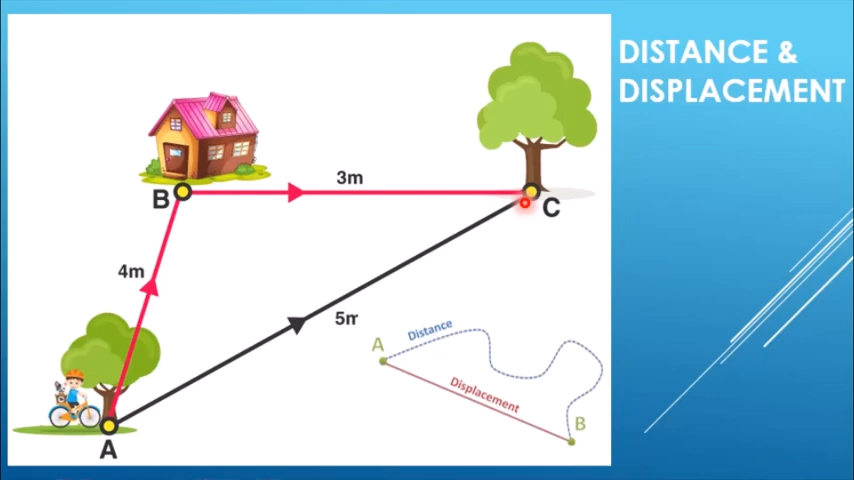 DISTANCE &
DISPLACEMENT
3m
B
C
4m
5m
A
A
Distance
Displacement
B